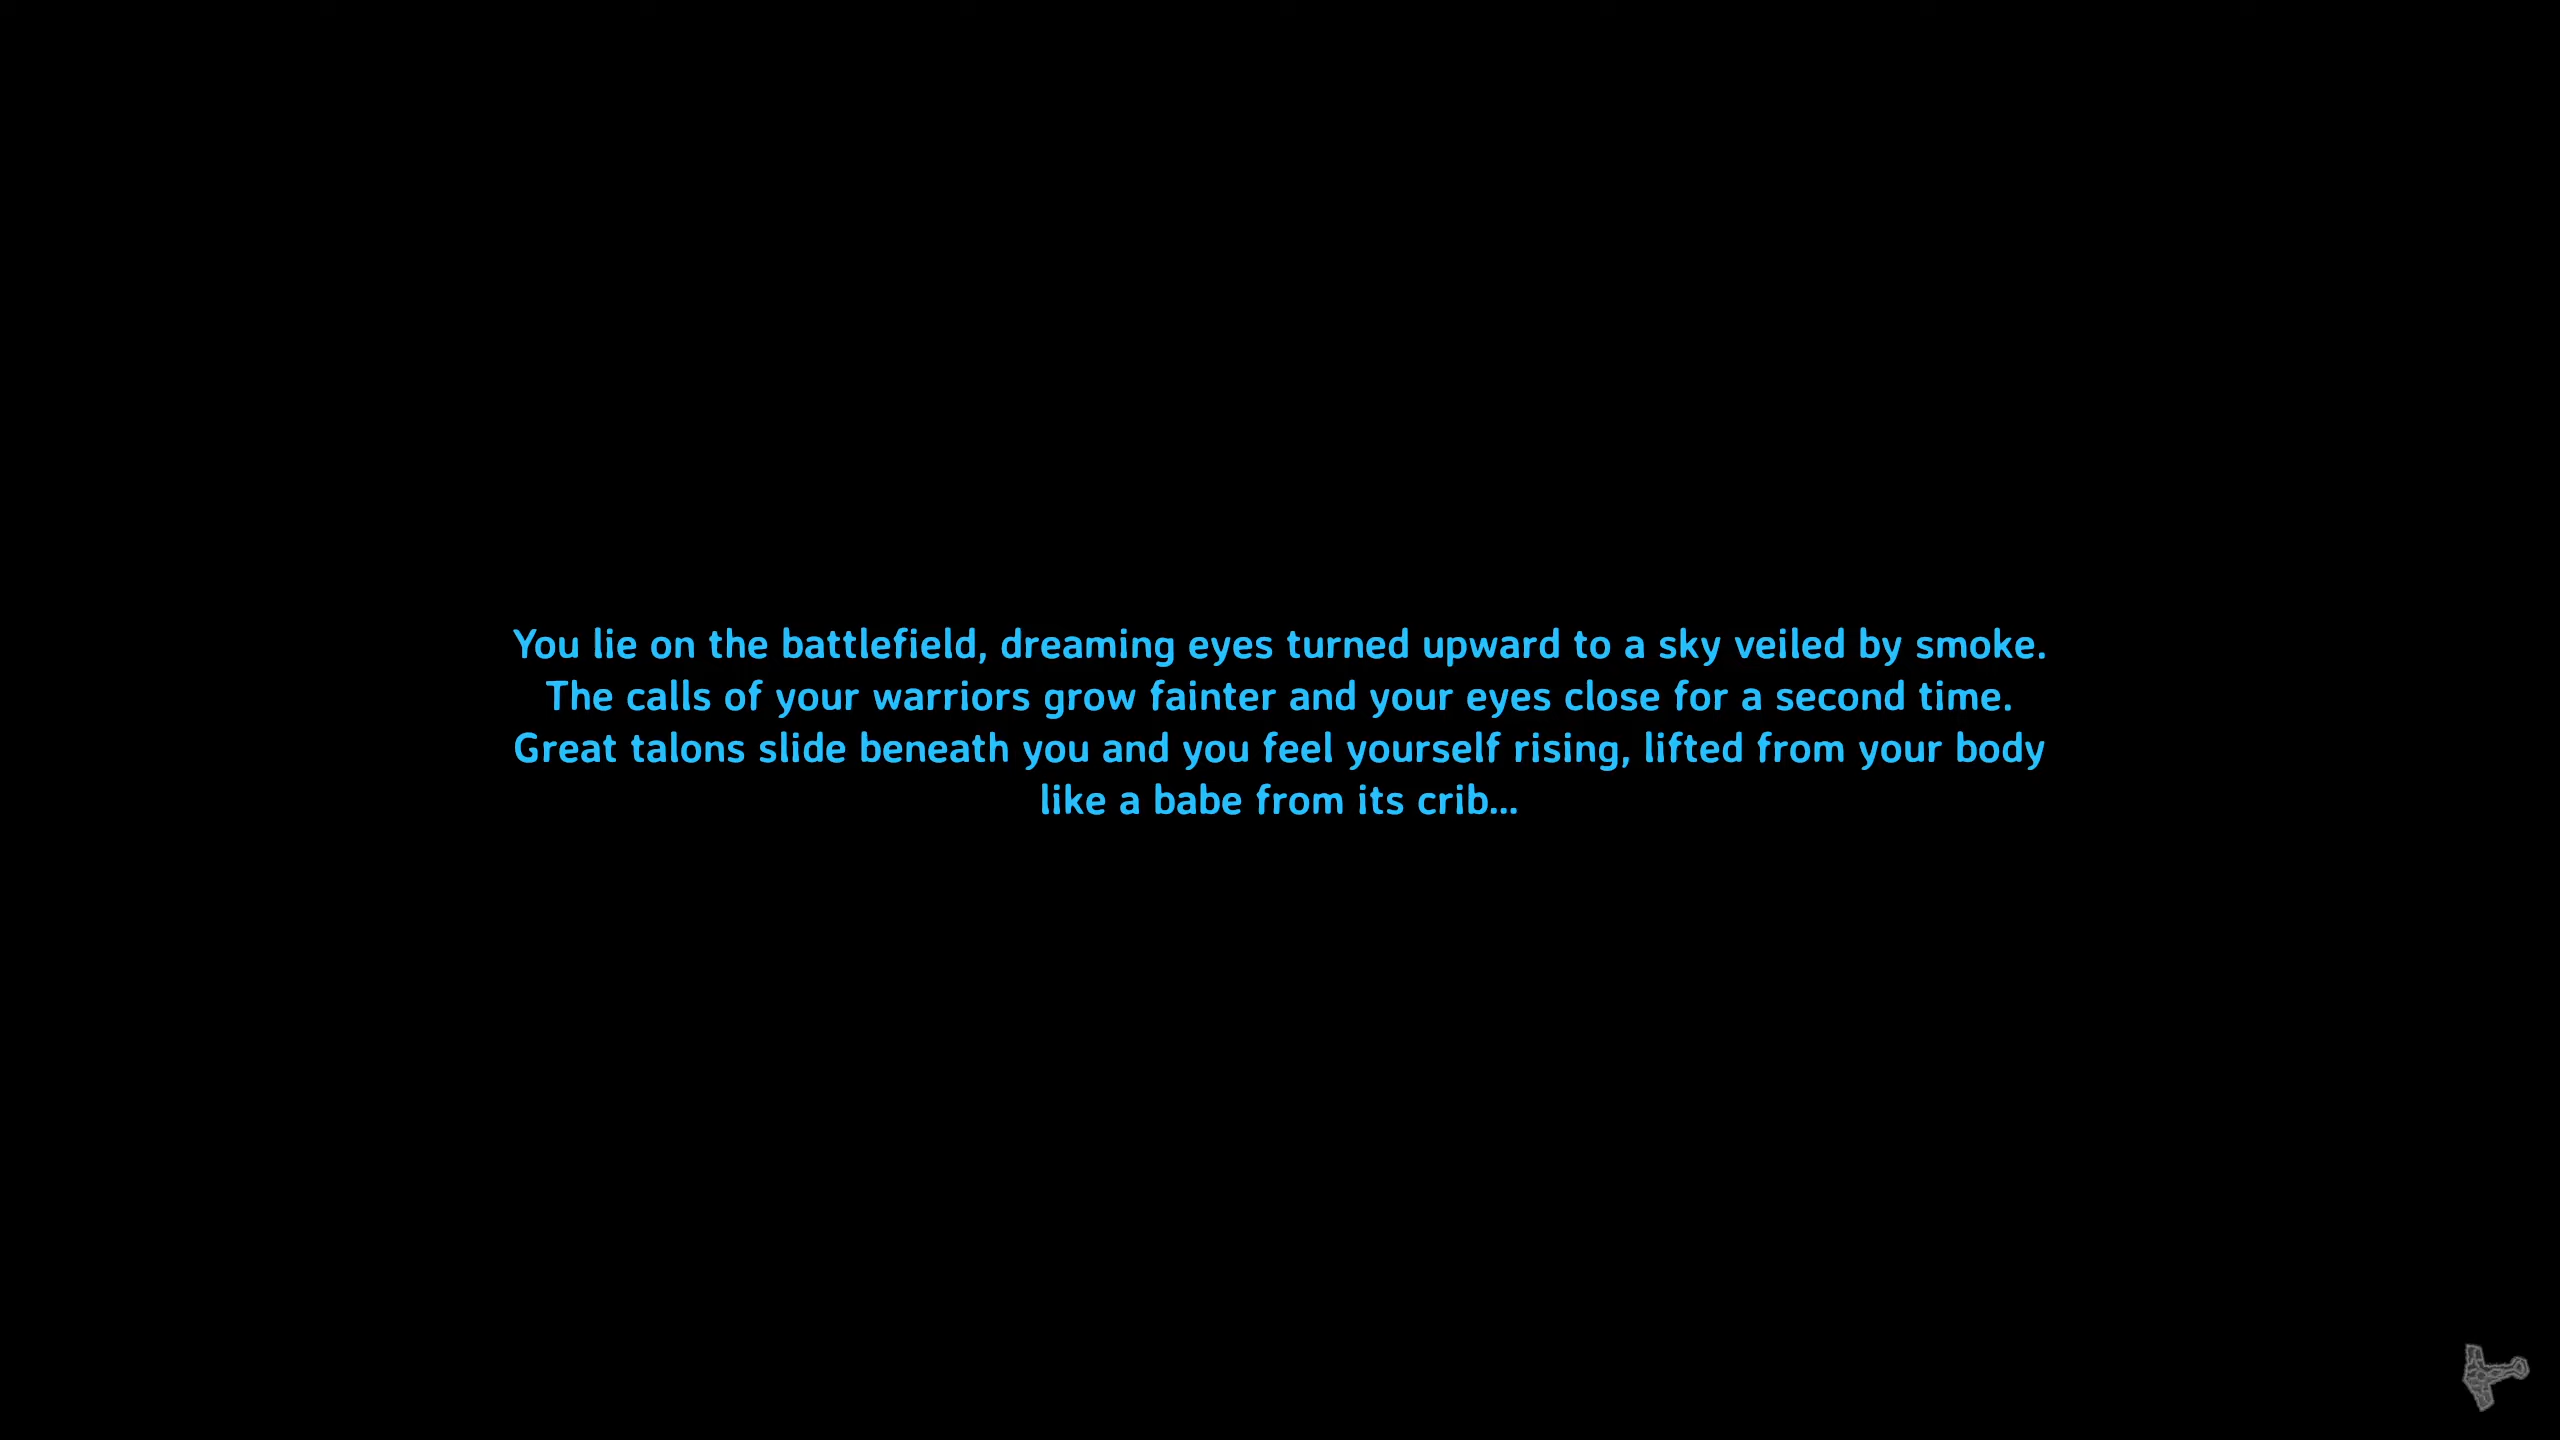 You lie on the battlefield, dreaming eyes turned upward to a sky veiled by smoke.
The calls of your warriors grow fainter and your eyes close for a second time.
Great talons slide beneath you and you feel yourself rising, lifted from your body
like a babe from its crib...